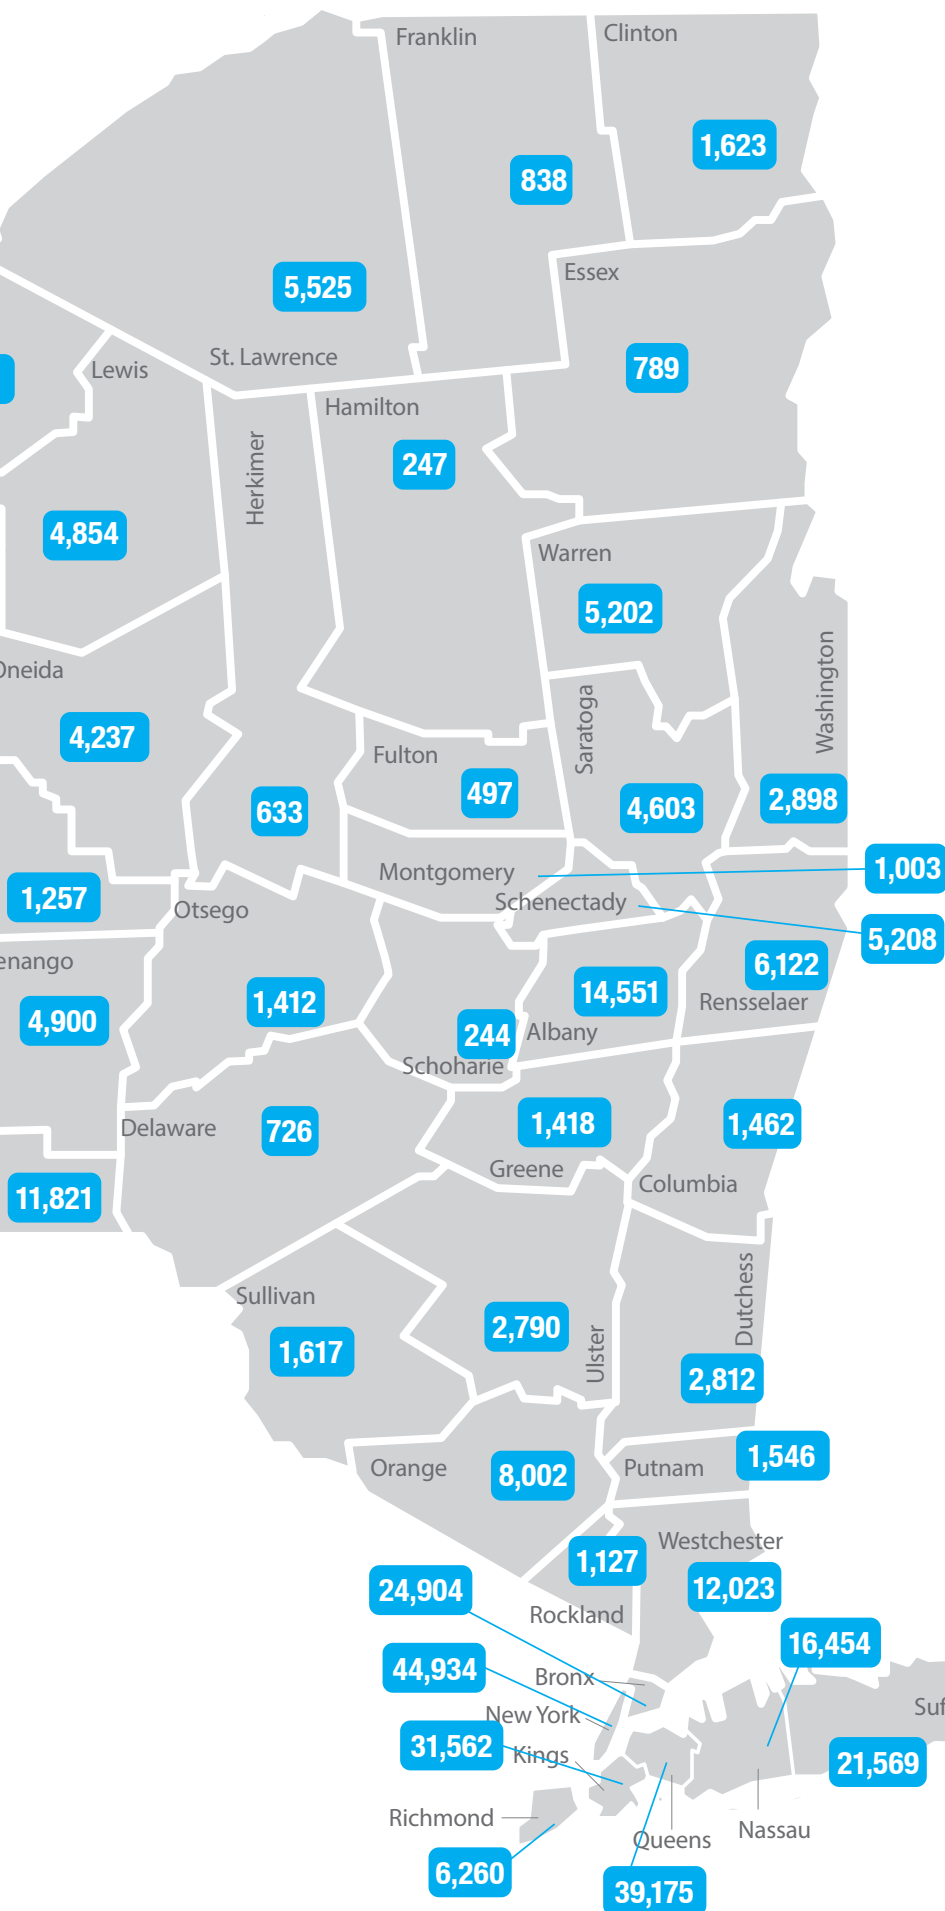 Franklin
Clinton
1,623
838
Essex
5,525
St. Lawrence
789
Lewis
Hamilton
Herkimer
247
4,854
Warren
5,202
Washington
Oneida
Saratoga
4,237
Fulton
497
633
4,603
2,898
Montgomery
1,003
1,257
Otsego
Schenectady
5,208
enango
6,122
1,412
14,551
Rensselaer
4,900
244
Albany
Schoharie
Delaware
726
1,418
1,462
Greene
Columbia
11,821
Sullivan
Dutchess
2,790
Ulster
1,617
2,812
Orange
8,002
Putnam
1,546
Westchester
1,127
12,023
24,904
Rockland
16,454
44,934
Bronx
New York
Suf
31,562
Kings
21,569
Richmond
Queens
Nassau
6,260
39,175